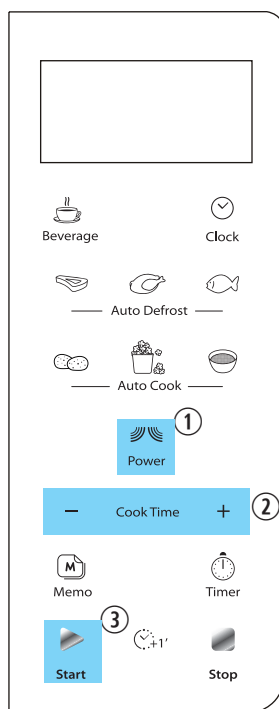 Beverage Clock
Auto Defrost
Auto Cook
1
Power
− Cook Time + 2
M
Memo Timer
3
+1′
Start Stop